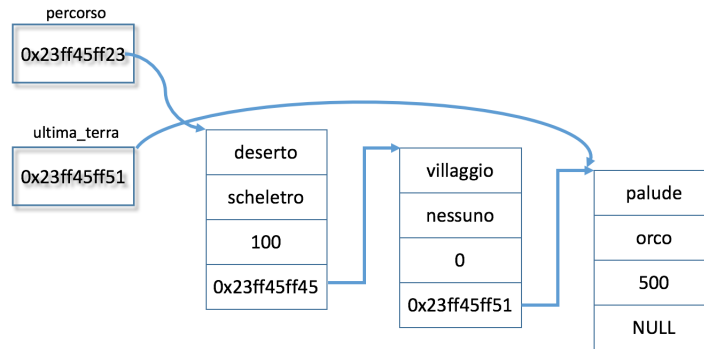 percorso
0x23ff45ff23
ultima_terra
0x23ff45ff51
deserto
scheletro
100
0x23ff45ff45
villaggio
nessuno
0
0x23ff45ff51
palude
orco
500
NULL